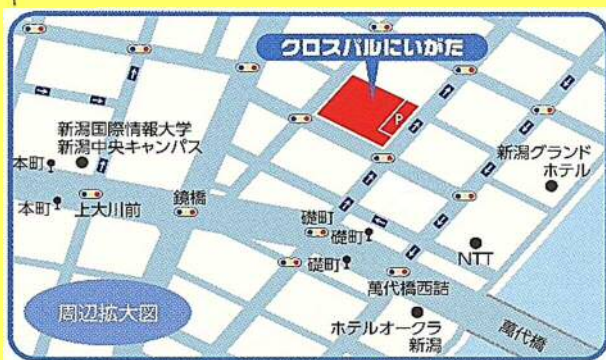 クロスパルにいがた
P
新潟国際情報大学
新潟中央キャンパス
本町
本町
上大川前
鏡橋
礎町
礎町
礎町
新潟グランド
ホテル
NTT
萬代橋西詰
ホテルオークラ
新潟
萬代橋
周辺拡大図